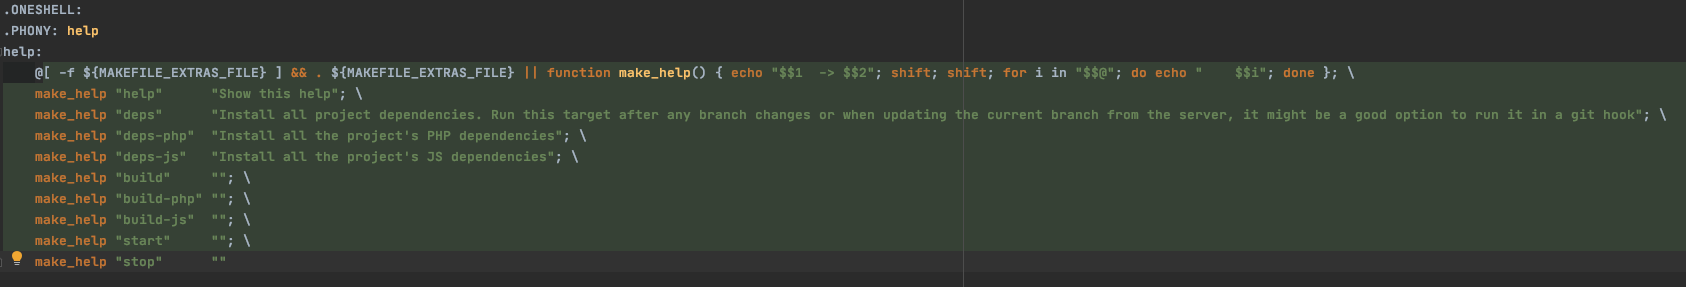 .ONESHELL:
.PHONY: help
help:
    @[ -f ${MAKEFILE_EXTRAS_FILE} ] && . ${MAKEFILE_EXTRAS_FILE} || function make_help() { echo "$$1  -> $$2"; shift; shift; for i in "$$@"; do echo "    $$i"; done }; \
    make_help "help"      "Show this help"; \
    make_help "deps"      "Install all project dependencies. Run this target after any branch changes or when updating the current branch from the server, it might be a good option to run it in a git hook"; \
    make_help "deps-php"  "Install all the project's PHP dependencies"; \
    make_help "deps-js"   "Install all the project's JS dependencies"; \
    make_help "build"     ""; \
    make_help "build-php" ""; \
    make_help "build-js"  ""; \
    make_help "start"     ""; \
    make_help "stop"      ""